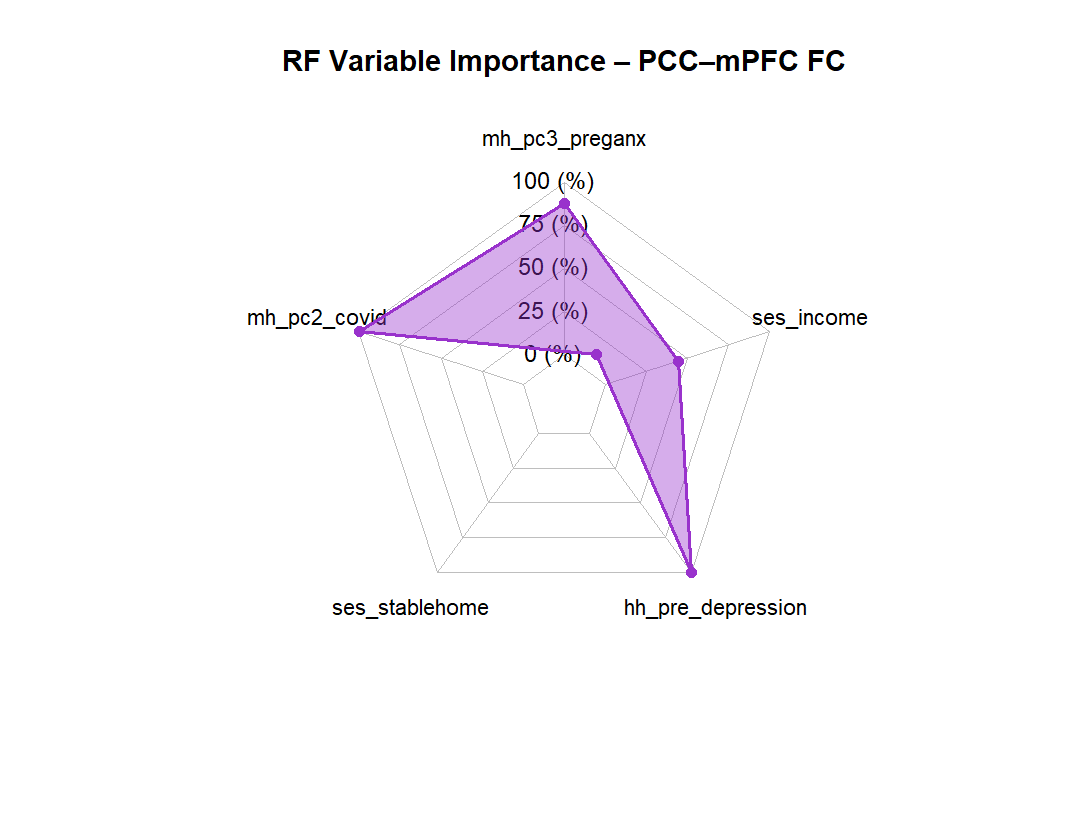 RF Variable Importance – PCC–mPFC FC
mh_pc3_preganx
100 (%)
75 (%)
50 (%)
25 (%)
0 (%)
mh_pc2_covid
ses_income
ses_stablehome
hh_pre_depression